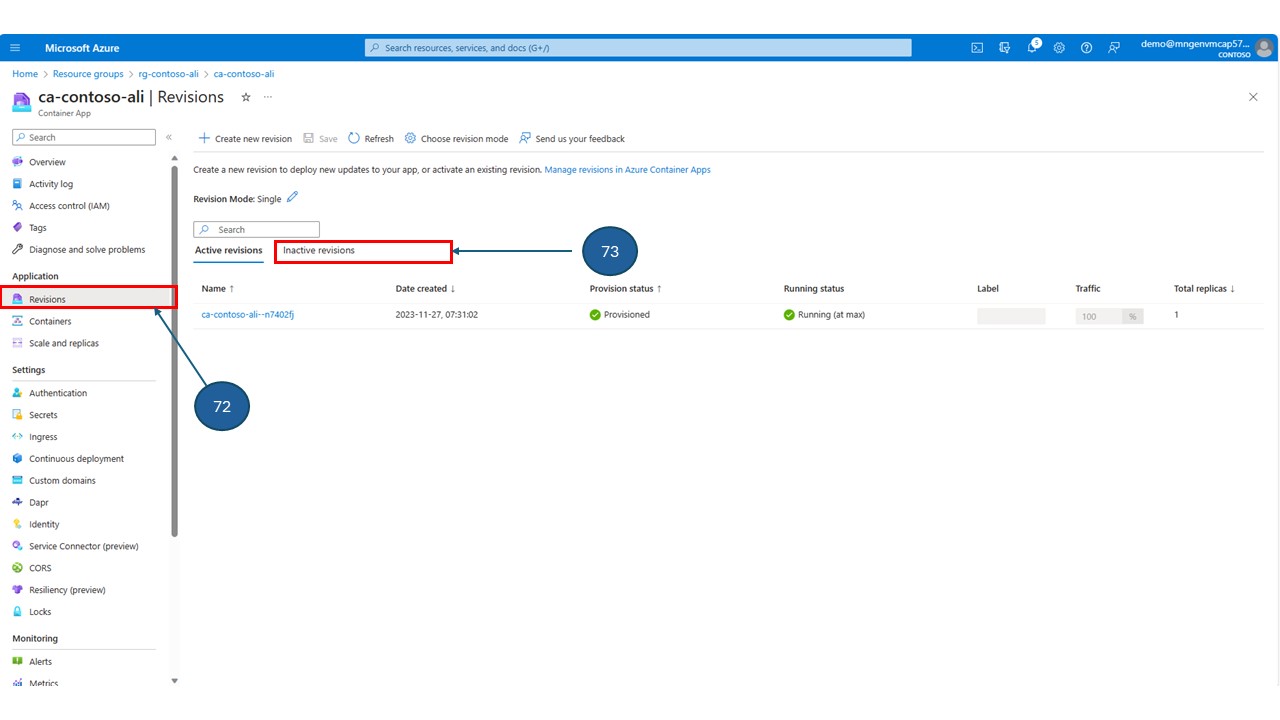 Microsoft Azure
Search resources, services, and docs (G+/)
5
demo@mngenvmcap57...
CONTOSO
Home > Resource groups > rg-contoso-ali > ca-contoso-ali
ca-contoso-ali | Revisions
Container App
Search
Overview
Activity log
Access control (IAM)
Tags
Diagnose and solve problems
Application
Revisions
Containers
Scale and replicas
Settings
Authentication
Secrets
Ingress
Continuous deployment
Custom domains
Dapr
Identity
Service Connector (preview)
CORS
Resiliency (preview)
Locks
Monitoring
Alerts
Metrics
Create new revision Save Refresh Choose revision mode Send us your feedback
Create a new revision to deploy new updates to your app, or activate an existing revision. Manage revisions in Azure Container Apps
Revision Mode: Single
Search
Active revisions Inactive revisions
73
Name ↑ Date created ↓ Provision status ↑ Running status Label Traffic Total replicas ↓
ca-contoso-ali--n7402fj 2023-11-27, 07:31:02 Provisioned Running (at max) 100 % 1
72